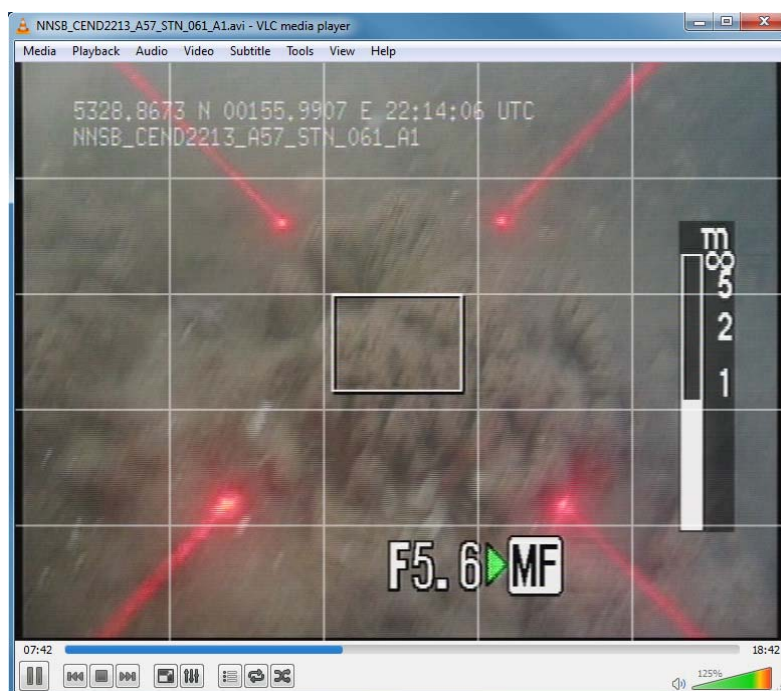 NNSB_CEND2213_A57_STN_061_A1.avi - VLC media player
Media Playback Audio Video Subtitle Tools View Help
5328.8673 N 00155.9907 E 22:14:06 UTC
NNSB_CEND2213_A57_STN_061_A1
m
∞
5
2
1
F5.6 MF
07:42 18:42
125%